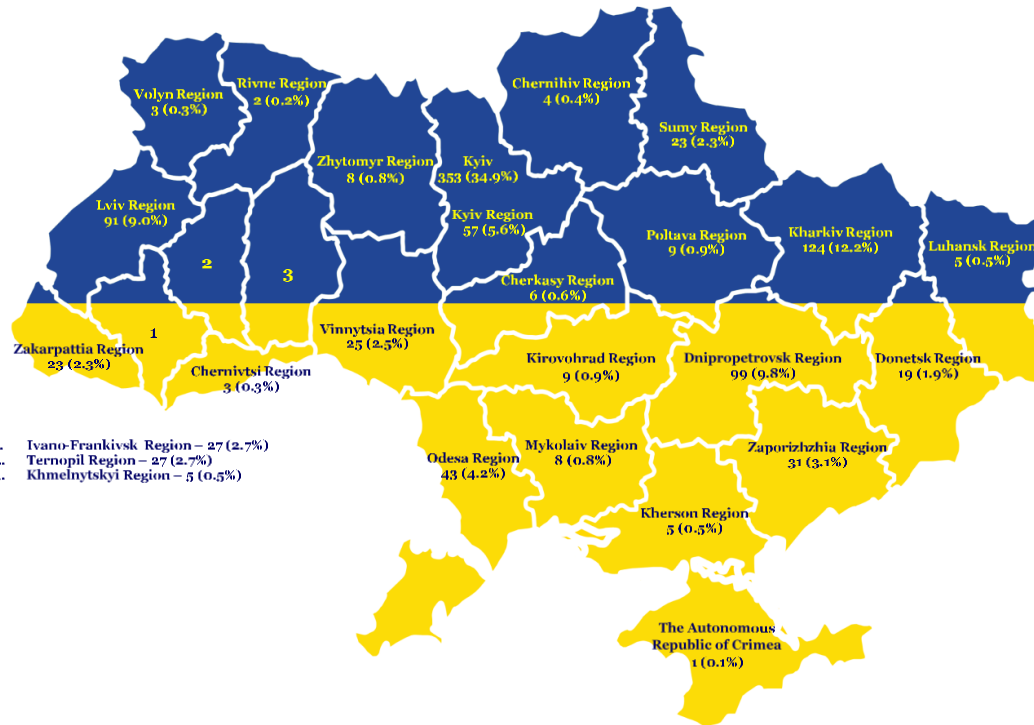 Chernihiv Region
4 (0.4%)
Rivne Region
2 (0.2%)
Volyn Region
3 (0.3%)
Sumy Region
23 (2.3%)
Zhytomyr Region
8 (0.8%)
Kyiv
353 (34.9%)
Lviv Region
91 (9.0%)
Kyiv Region
57 (5.6%)
Poltava Region
9 (0.9%)
Kharkiv Region
124 (12.2%)
Luhansk Region
5 (0.5%)
2
3
Cherkasy Region
6 (0.6%)
1
Vinnytsia Region
25 (2.5%)
Zakarpattia Region
23 (2.3%)
Chernivtsi Region
3 (0.3%)
Kirovohrad Region
9 (0.9%)
Dnipropetrovsk Region
99 (9.8%)
Donetsk Region
19 (1.9%)
Ivano-Frankivsk Region – 27 (2.7%)
Ternopil Region – 27 (2.7%)
Khmelnytskyi Region – 5 (0.5%)
Odesa Region
43 (4.2%)
Mykolaiv Region
8 (0.8%)
Zaporizhzhia Region
31 (3.1%)
Kherson Region
5 (0.5%)
The Autonomous
Republic of Crimea
1 (0.1%)